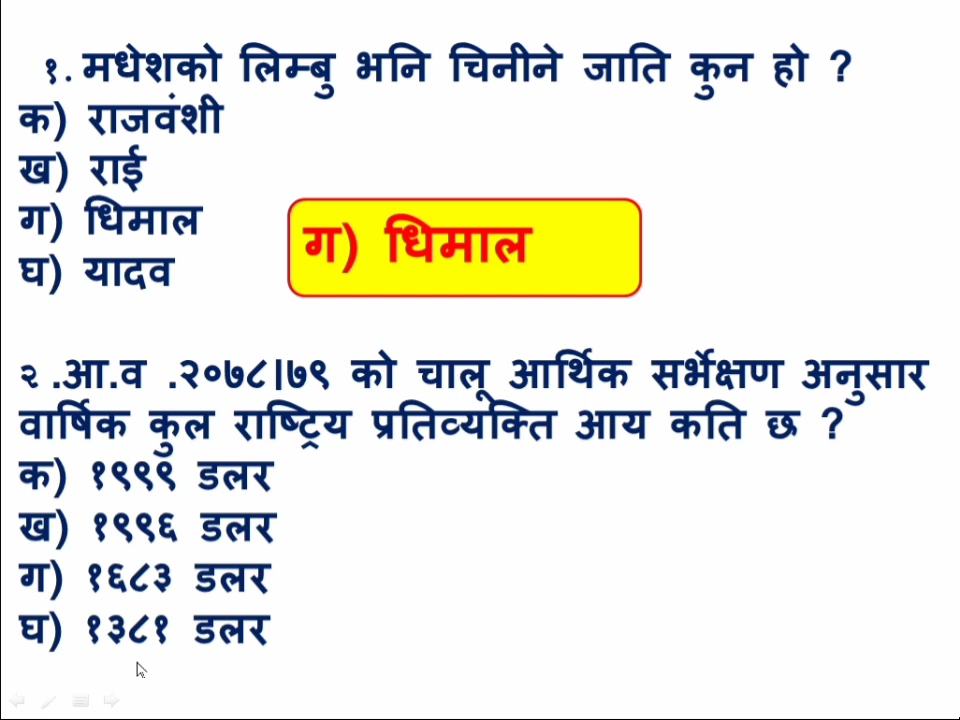 १. मधेशको लिम्बु भनि चिनीने जाति कुन हो ?
क) राजवंशी
ख) राई
ग) धिमाल
घ) यादव
ग) धिमाल
२ .आ.व .२०७८।७९ को चालू आर्थिक सर्भेक्षण अनुसार
वार्षिक कुल राष्ट्रिय प्रतिव्यक्ति आय कति छ ?
क) १९९९ डलर
ख) १९९६ डलर
ग) १६८३ डलर
घ) १३८१ डलर